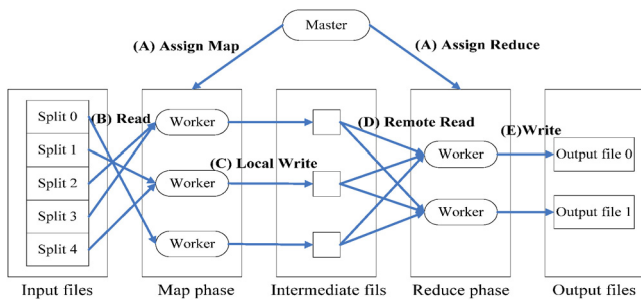 Master
(A) Assign Map
(A) Assign Reduce
Split 0
Split 1
Split 2
Split 3
Split 4
(B) Read
Worker
Worker
Worker
(C) Local Write
(D) Remote Read
Worker
Worker
(E)Write
Output file 0
Output file 1
Input files
Map phase
Intermediate fils
Reduce phase
Output files